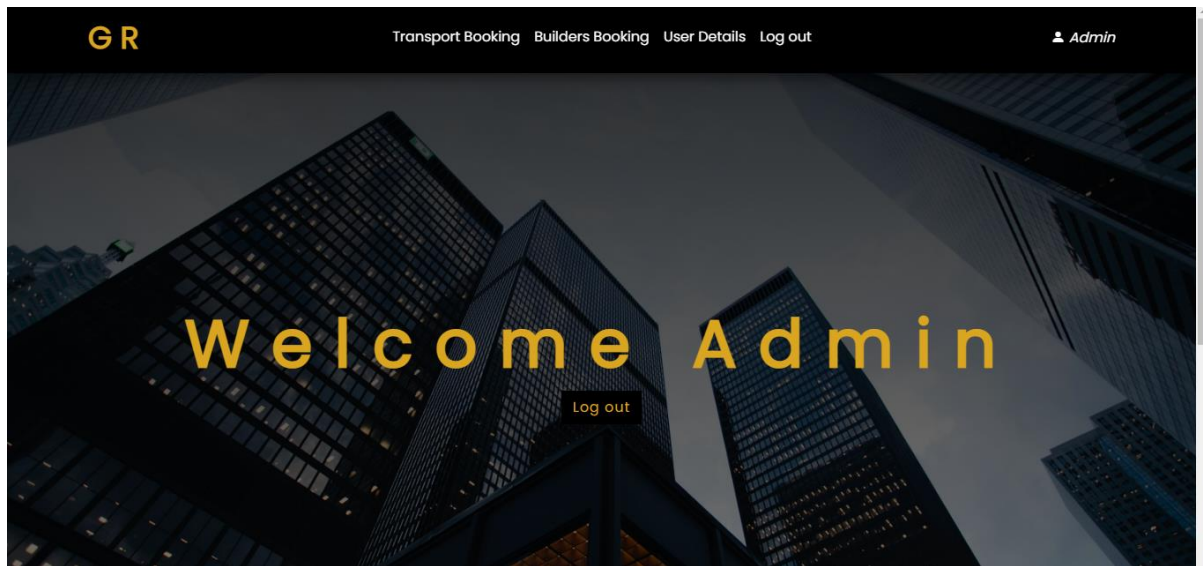 G R
Transport Booking Builders Booking User Details Log out
Admin
Welcome Admin
Log out